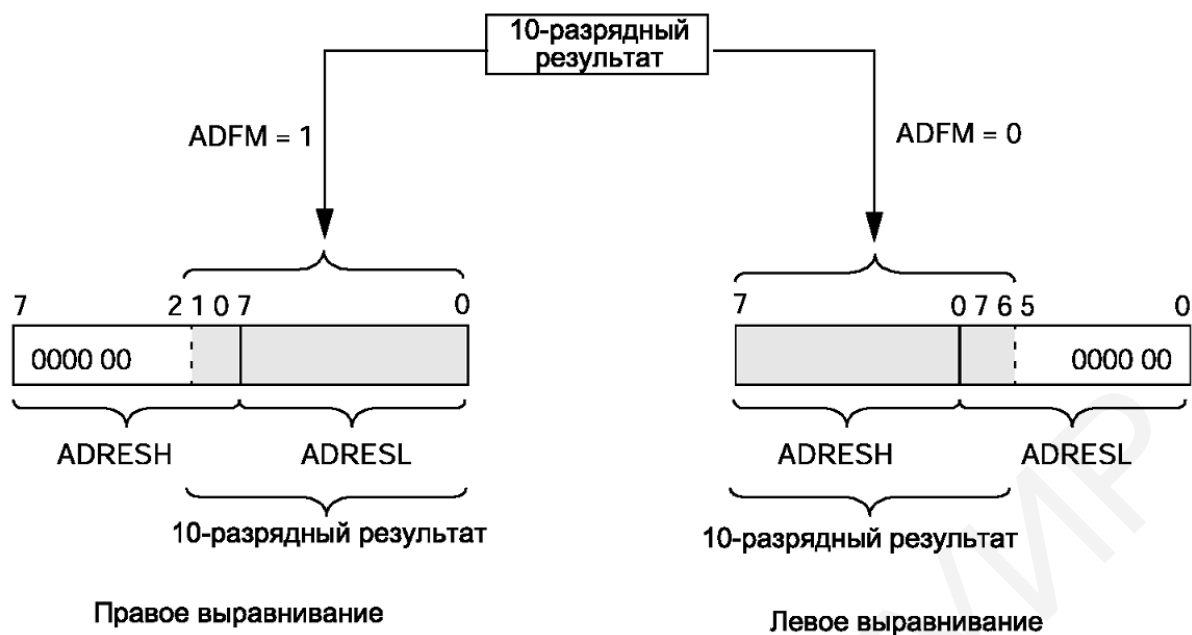 10-разрядный
результат
ADFM = 1
ADFM = 0
7 2 1 0 7 0
7 0 7 6 5 0
0000 00
0000 00
ADRESH ADRESL
ADRESH ADRESL
10-разрядный результат
10-разрядный результат
Правое выравнивание
Левое выравнивание
УИР